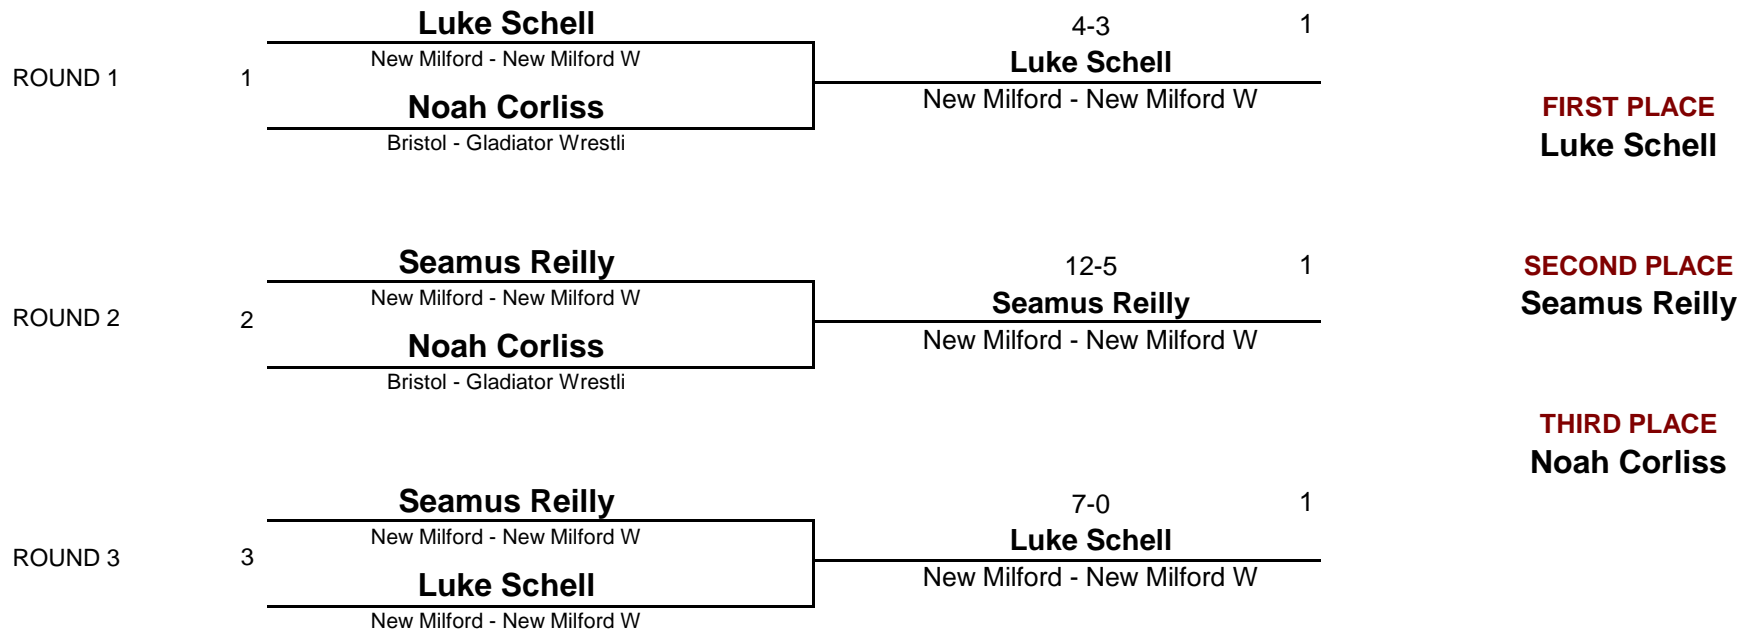 Luke Schell
4-3
1
New Milford - New Milford W
Luke Schell
ROUND 1
1
New Milford - New Milford W
Noah Corliss
Bristol - Gladiator Wrestli
FIRST PLACE
Luke Schell
Seamus Reilly
12-5
1
New Milford - New Milford W
Seamus Reilly
ROUND 2
2
New Milford - New Milford W
Noah Corliss
Bristol - Gladiator Wrestli
SECOND PLACE
Seamus Reilly
THIRD PLACE
Noah Corliss
Seamus Reilly
7-0
1
New Milford - New Milford W
Luke Schell
ROUND 3
3
New Milford - New Milford W
Luke Schell
New Milford - New Milford W